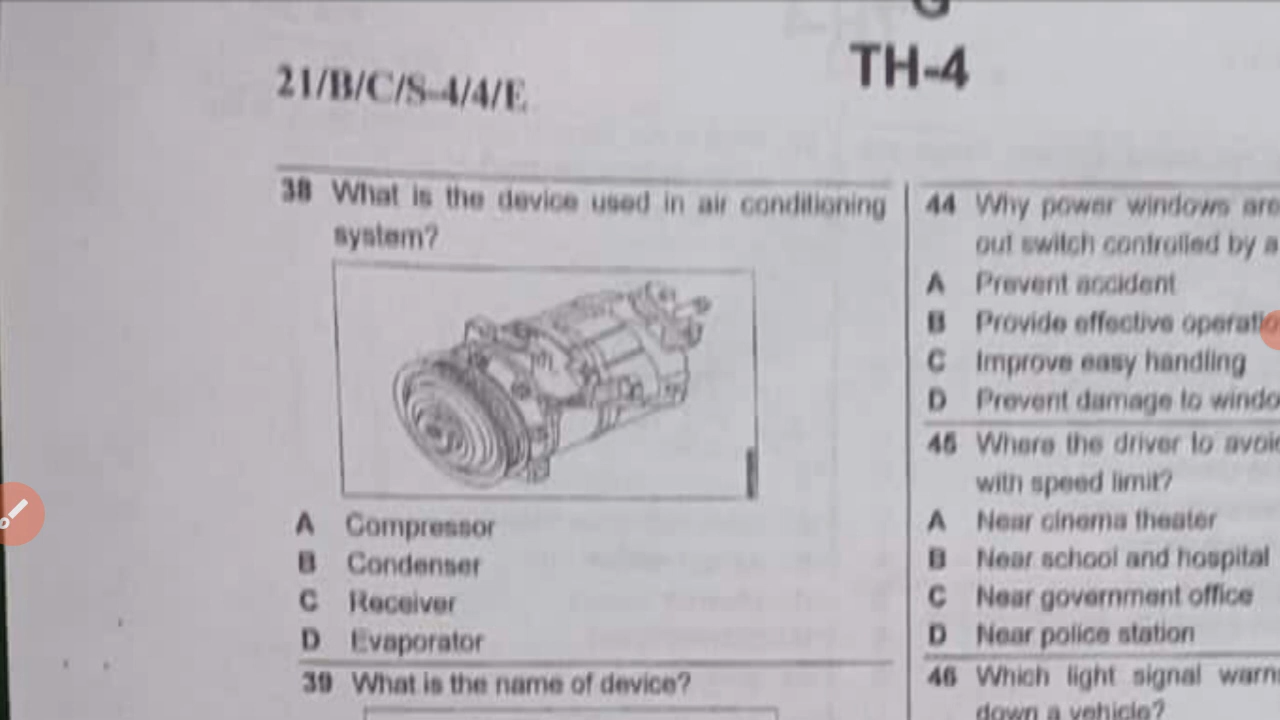 TH-4
21/B/C/S-4/4/E
38 What is the device used in air conditioning
system?
A Compressor
B Condenser
C Receiver
D Evaporator
39 What is the name of device?
44 Why power windows are
out switch controlled by a
A Prevent accident
B Provide effective
C Improve easy handling
D Prevent damage to
45 Where the driver to
with speed limit?
A Near cinema theater
B Near school and hospital
C Near government office
D Near police station
46 Which light signal
down a vehicle?